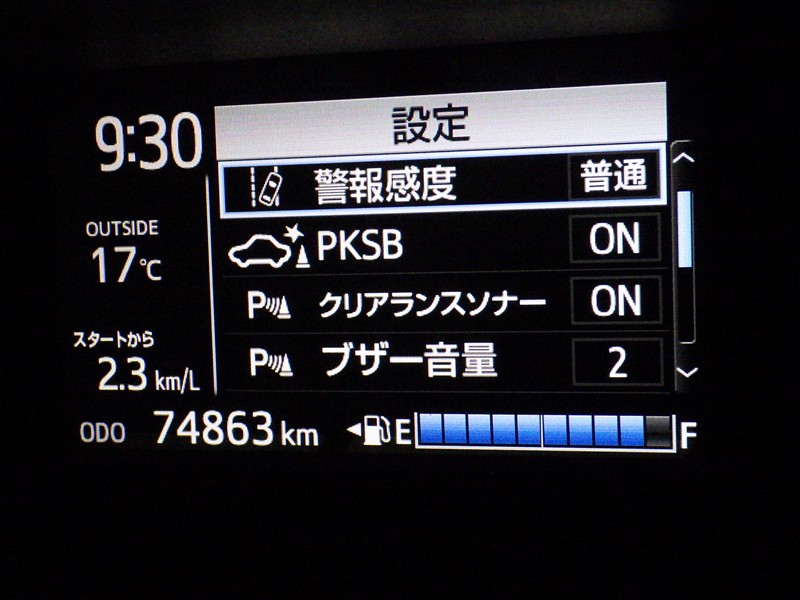 設定
9:30
警報感度 普通
OUTSIDE
17℃
PKSB ON
P クリアランスソナー ON
スタートから
2.3 km/L
P ブザー音量 2
ODO 74863 km E F